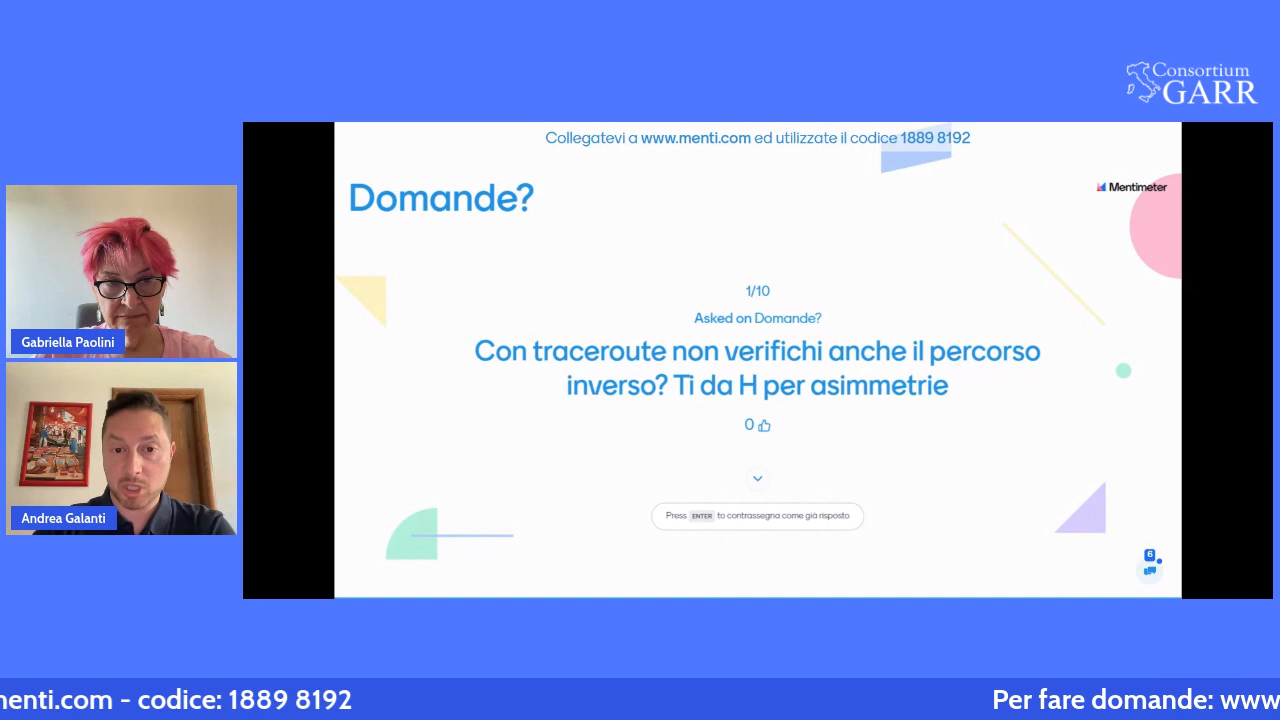 Consortium
GARR
Collegatevi a www.menti.com ed utilizzate il codice 1889 8192
Domande?
Mentimeter
1/10
Asked on Domande?
Con traceroute non verifichi anche il percorso
inverso? Ti da H per asimmetrie
0
Press ENTER to contrassegna come già risposto
6
Gabriella Paolini
Andrea Galanti
menti.com - codice: 1889 8192
Per fare domande: www